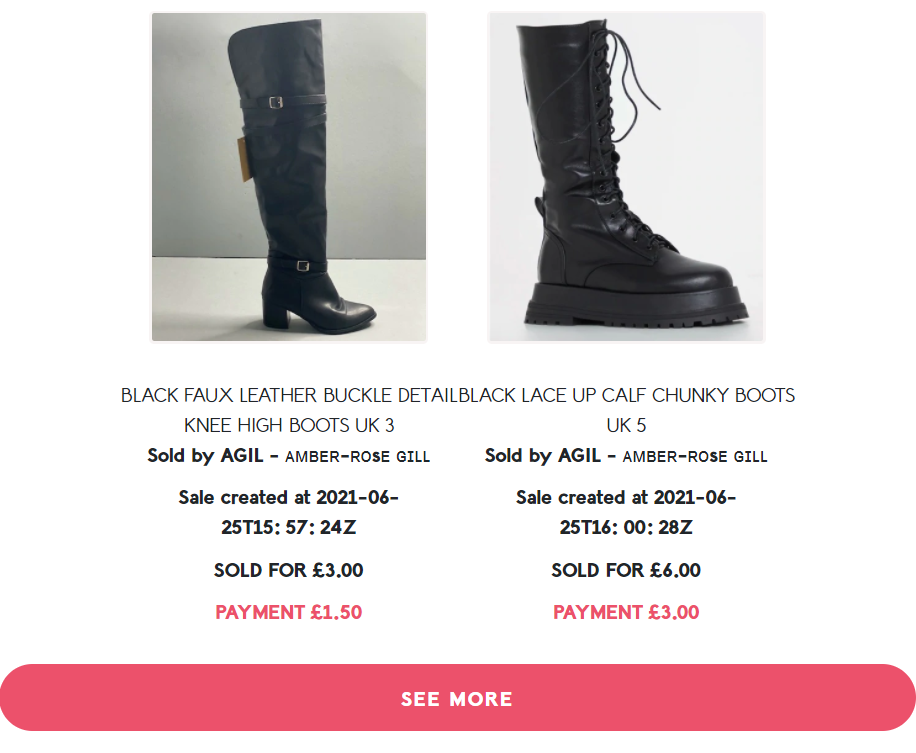 BLACK FAUX LEATHER BUCKLE DETAIL
KNEE HIGH BOOTS UK 3
Sold by AGIL - AMBER-ROSE GILL
Sale created at 2021-06-
25T15:57:24Z
SOLD FOR £3.00
PAYMENT £1.50
BLACK LACE UP CALF CHUNKY BOOTS
UK 5
Sold by AGIL - AMBER-ROSE GILL
Sale created at 2021-06-
25T16:00:28Z
SOLD FOR £6.00
PAYMENT £3.00
SEE MORE